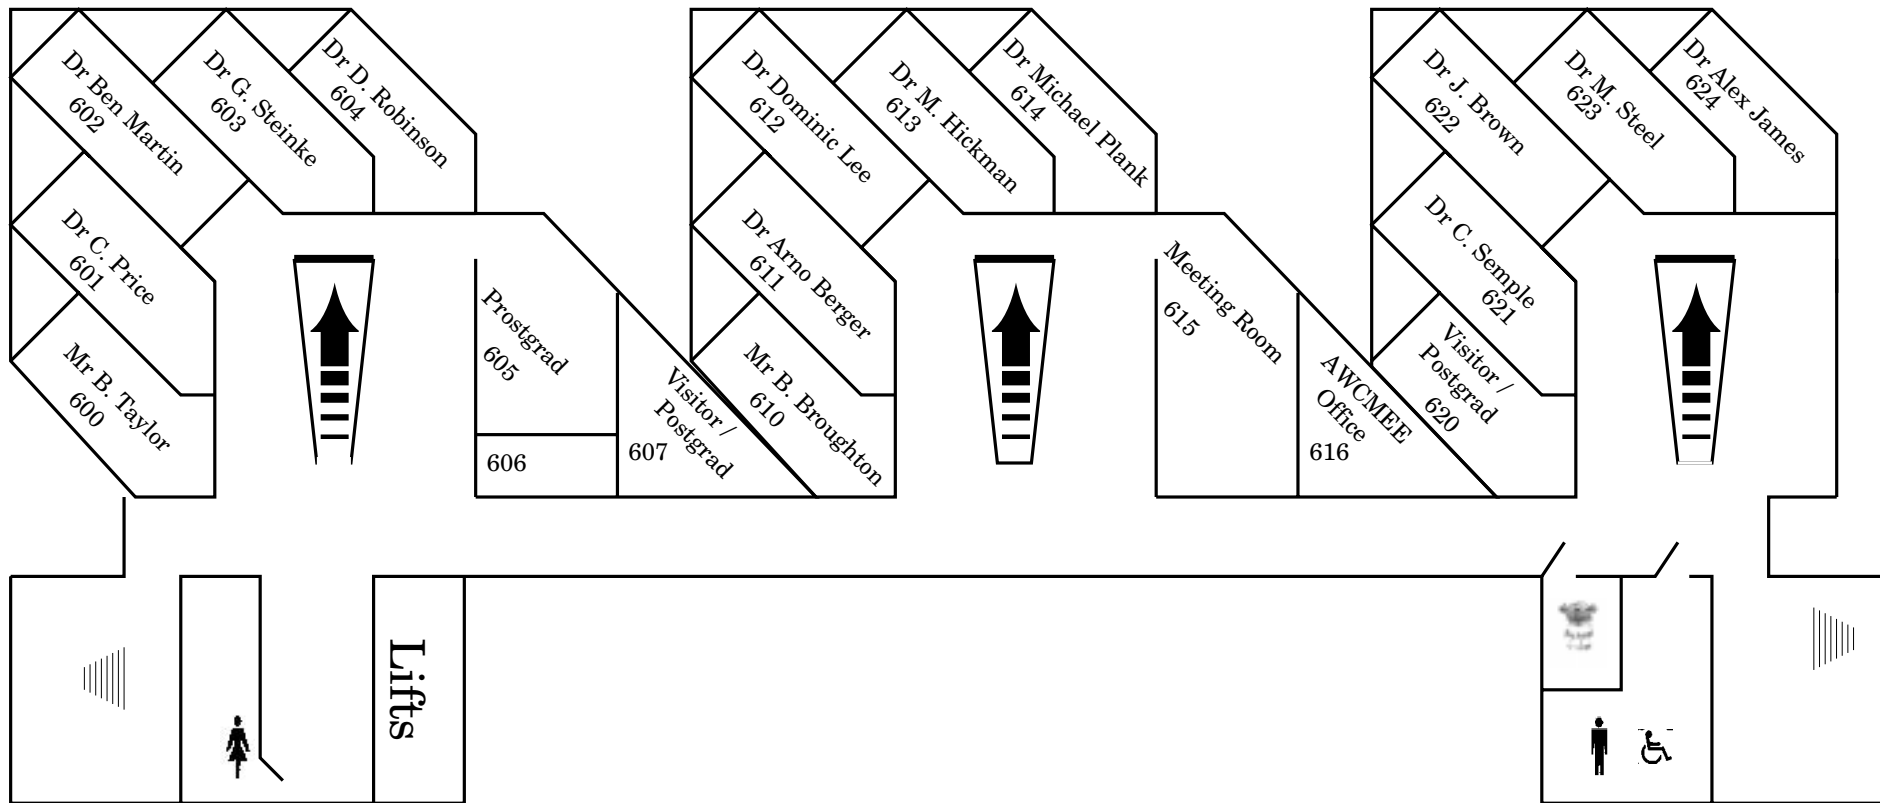 Dr Ben Martin
602
Dr G. Steinke
603
Dr D. Robinson
604
Dr C. Price
601
Mr B. Taylor
600
Prostgrad
605
606
Visitor /
Postgrad
607
Dr Dominic Lee
612
Dr M. Hickman
613
Dr Michael Plank
614
Dr Arno Berger
611
Mr B. Broughton
610
Meeting Room
615
AWCMEE
Office
616
Dr J. Brown
622
Dr M. Steel
623
Dr Alex James
624
Dr C. Semple
621
Visitor /
Postgrad
620
Lifts